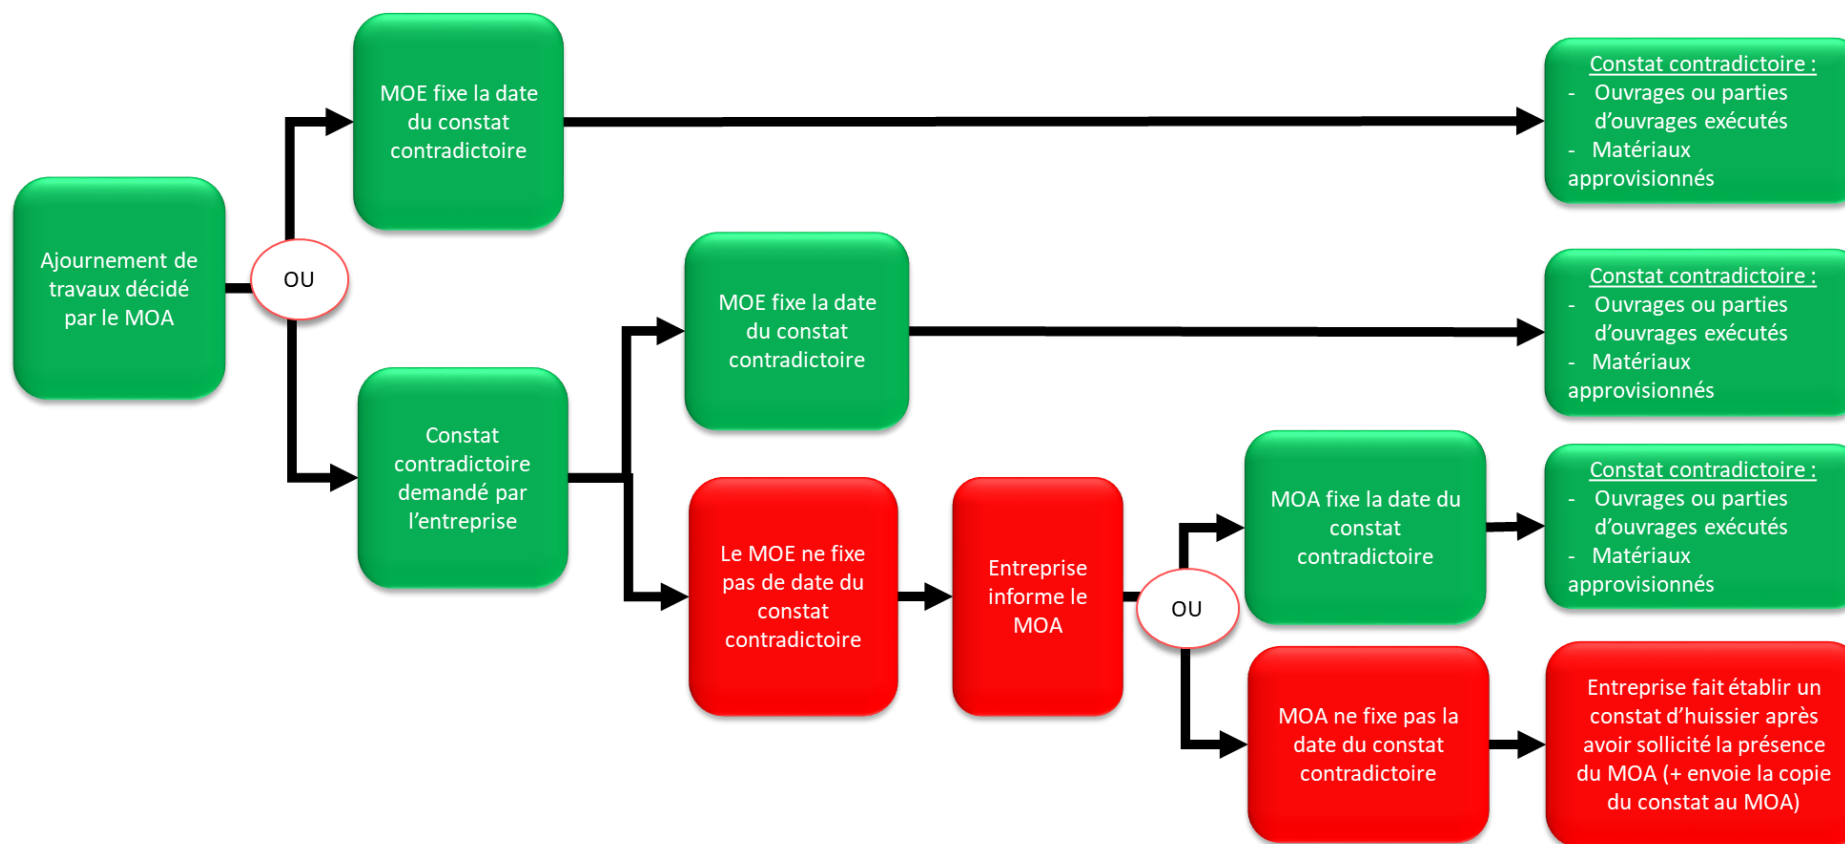 Ajournement de
travaux décidé
par le MOA
OU
MOE fixe la date
du constat
contradictoire
Constat contradictoire :
- Ouvrages ou parties
d’ouvrages exécutés
- Matériaux
approvisionnés
Constat
contradictoire
demandé par
l’entreprise
MOE fixe la date
du constat
contradictoire
Constat contradictoire :
- Ouvrages ou parties
d’ouvrages exécutés
- Matériaux
approvisionnés
Le MOE ne fixe
pas de date du
constat
contradictoire
Entreprise
informe le
MOA
OU
MOA fixe la date du
constat
contradictoire
Constat contradictoire :
- Ouvrages ou parties
d’ouvrages exécutés
- Matériaux
approvisionnés
MOA ne fixe pas la
date du constat
contradictoire
Entreprise fait établir un
constat d’huissier après
avoir sollicité la présence
du MOA (+ envoie la copie
du constat au MOA)